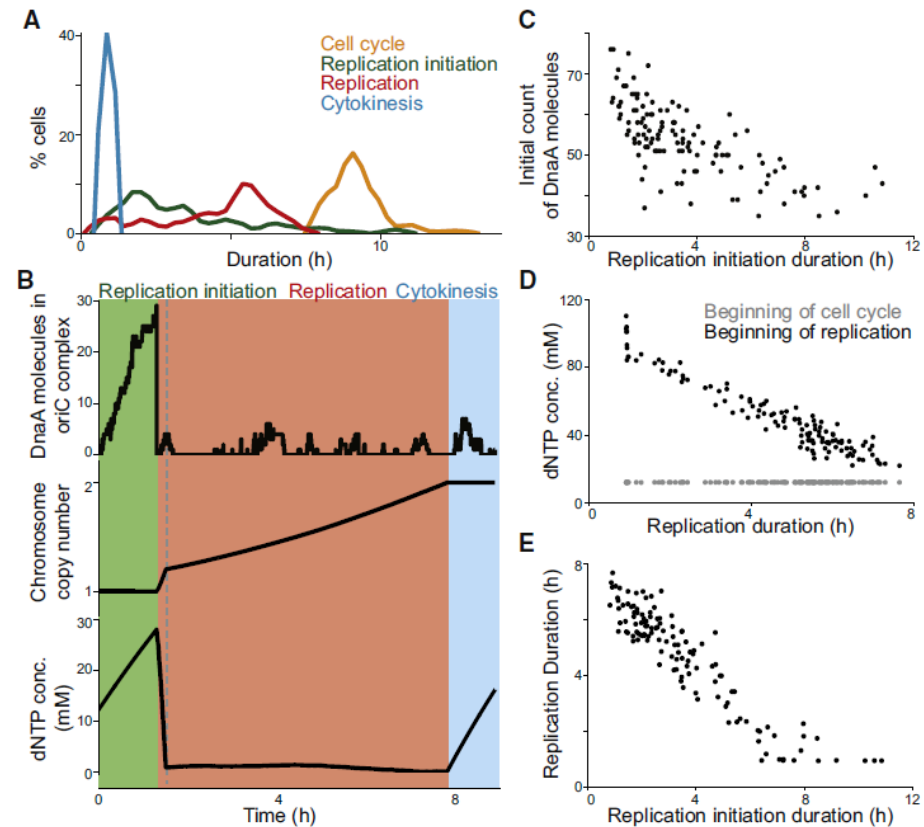 A
40
20
0
% cells
Cell cycle
Replication initiation
Replication
Cytokinesis
0
10
Duration (h)
B
Replication initiation Replication Cytokinesis
DnaA molecules in
oriC complex
30
20
10
0
Chromosome
copy number
2
1
dNTP conc.
(mM)
30
20
10
0
0 4 8
Time (h)
C
Initial count
of DnaA molecules
70
50
30
0 4 8 12
Replication initiation duration (h)
D
dNTP conc. (mM)
120
80
40
0
Beginning of cell cycle
Beginning of replication
0 4 8
Replication duration (h)
E
Replication Duration (h)
8
4
0
0 4 8 12
Replication initiation duration (h)